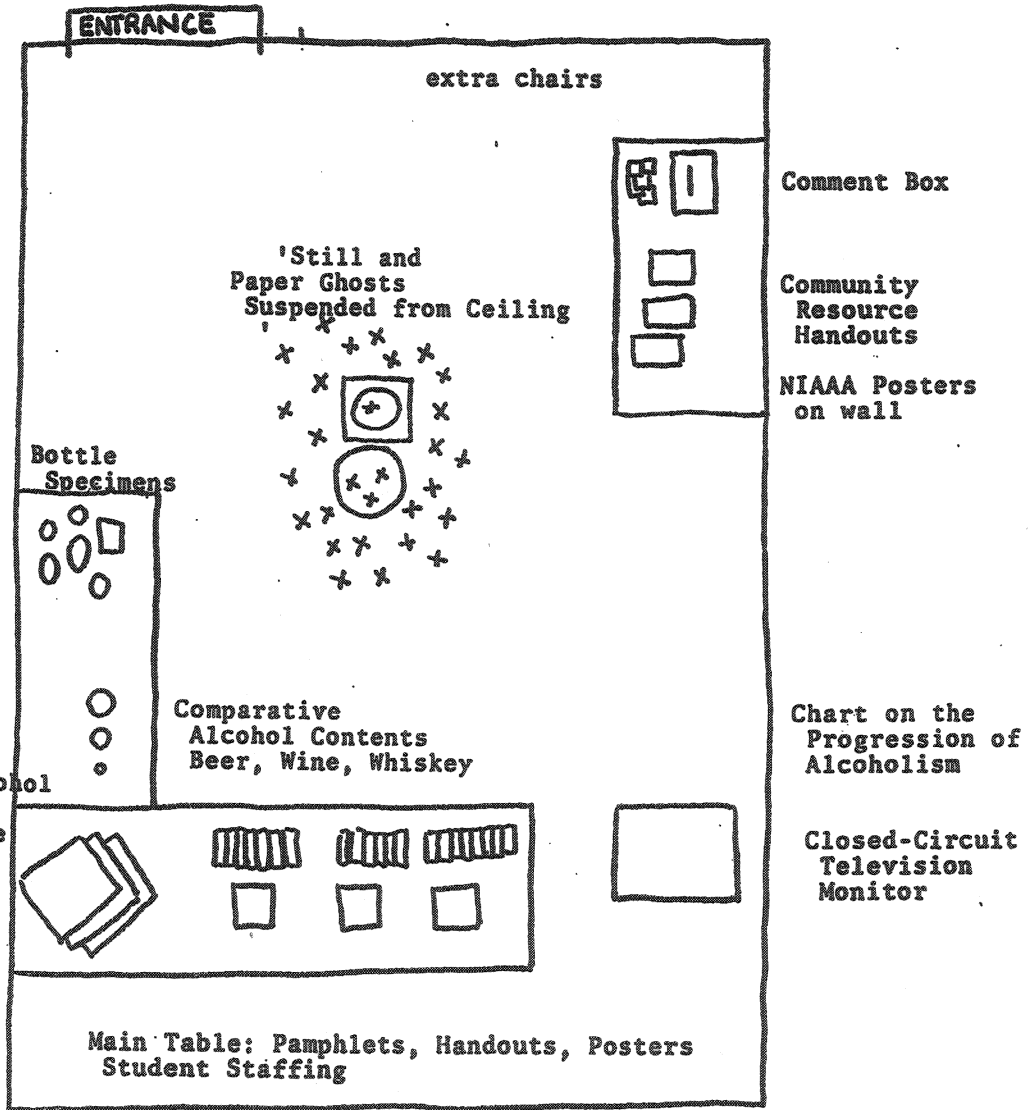 ENTRANCE
extra chairs
Comment Box
'Still and
Paper Ghosts
Suspended from Ceiling
'
Community
Resource
Handouts
NIAAA Posters
on wall
Bottle
Specimens
Comparative
Alcohol Contents
Beer, Wine, Whiskey
Chart on the
Progression of
Alcoholism
Closed-Circuit
Television
Monitor
Main Table: Pamphlets, Handouts, Posters
Student Staffing